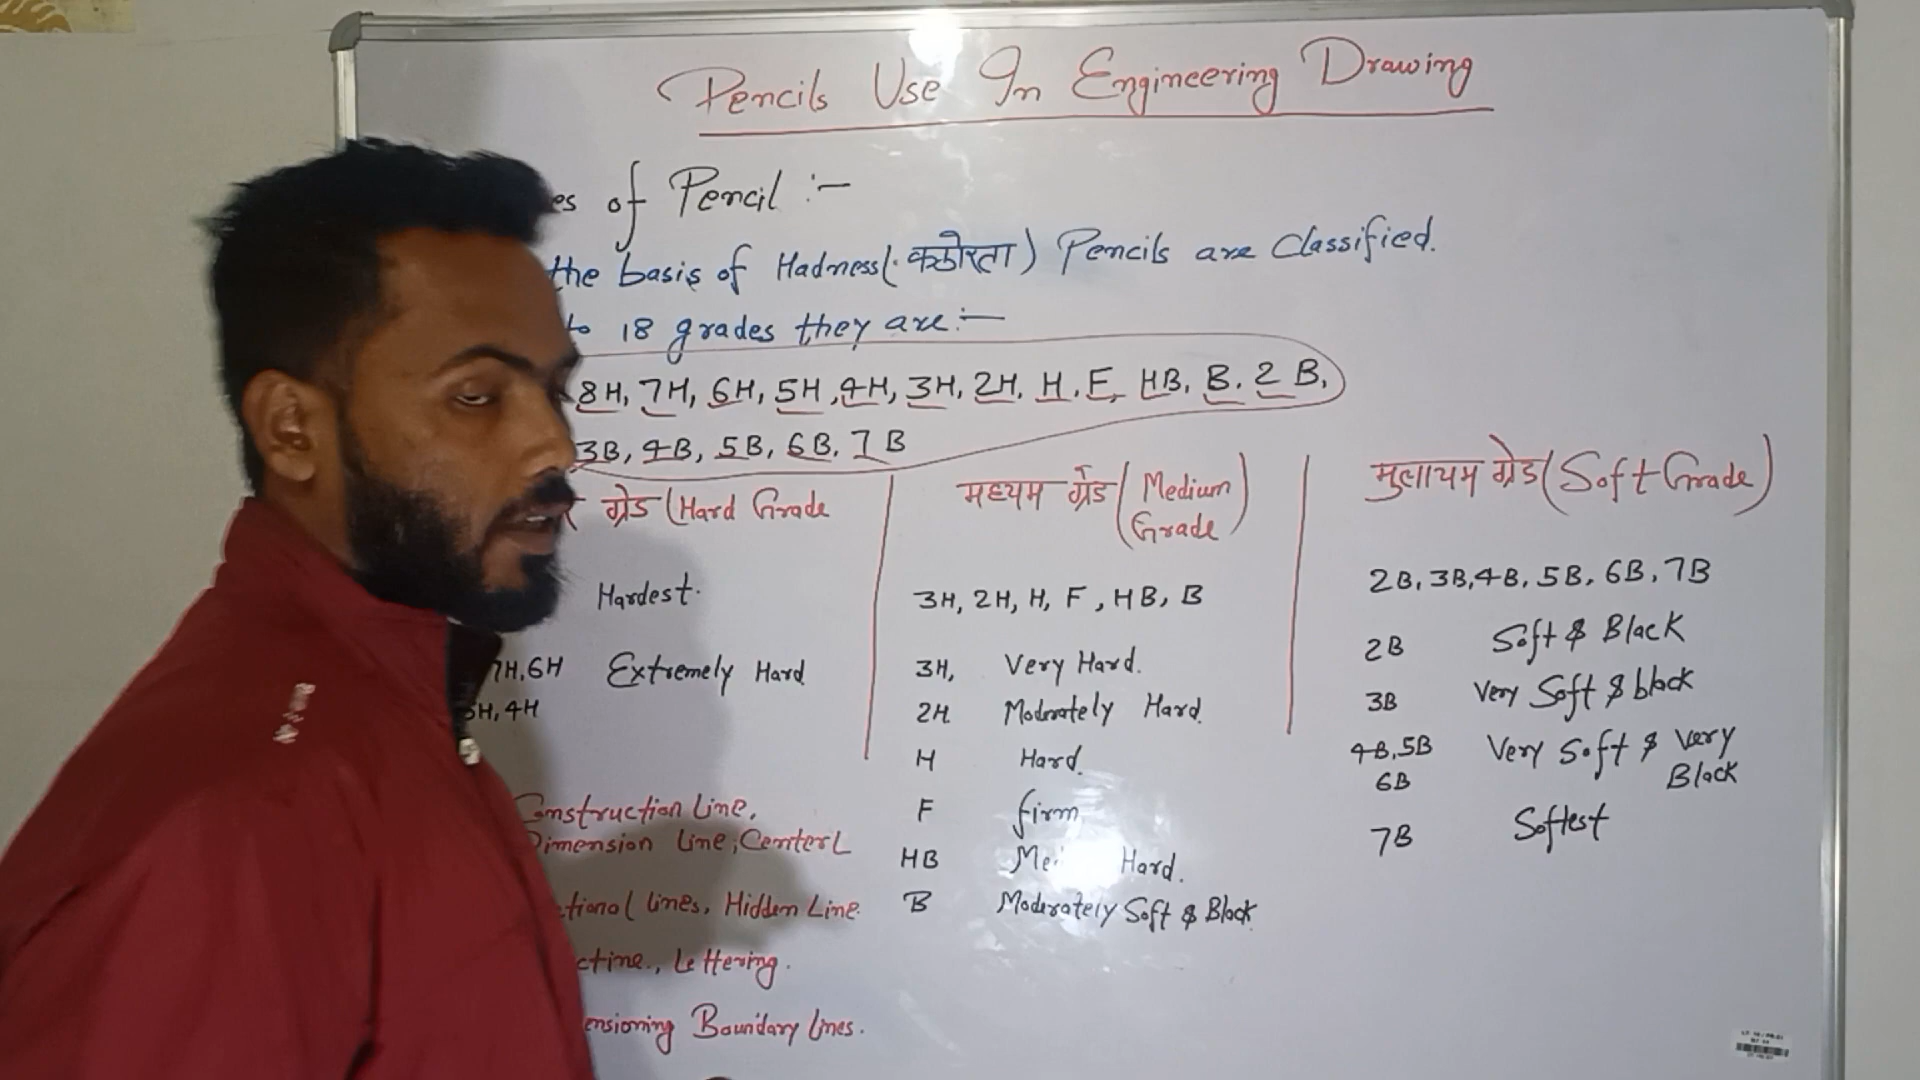 Pencils Use In Engineering Drawing
es of Pencil :-
the basis of Hadness (कठोरता) Pencils are Classified.
to 18 grades they are :-
8H, 7H, 6H, 5H, 4H, 3H, 2H, H, F, HB, B, 2B,
3B, 4B, 5B, 6B, 7B
ग्रेड (Hard Grade
Hardest.
7H, 6H Extremely Hard
5H, 4H
Construction Line,
Dimension Line, Center L
tional lines, Hidden Line.
Lettering.
ensioning Boundary lines.
मध्यम ग्रेड (Medium
Grade)
3H, 2H, H, F, HB, B
3H, Very Hard.
2H Moderately Hard
H Hard.
F firm
HB Me Hard.
B Moderately Soft & Black
मुलायम ग्रेड (Soft Grade)
2B, 3B, 4B, 5B, 6B, 7B
2B Soft & Black
3B Very Soft & black
4B, 5B Very Soft & Very
6B Black
7B Softest